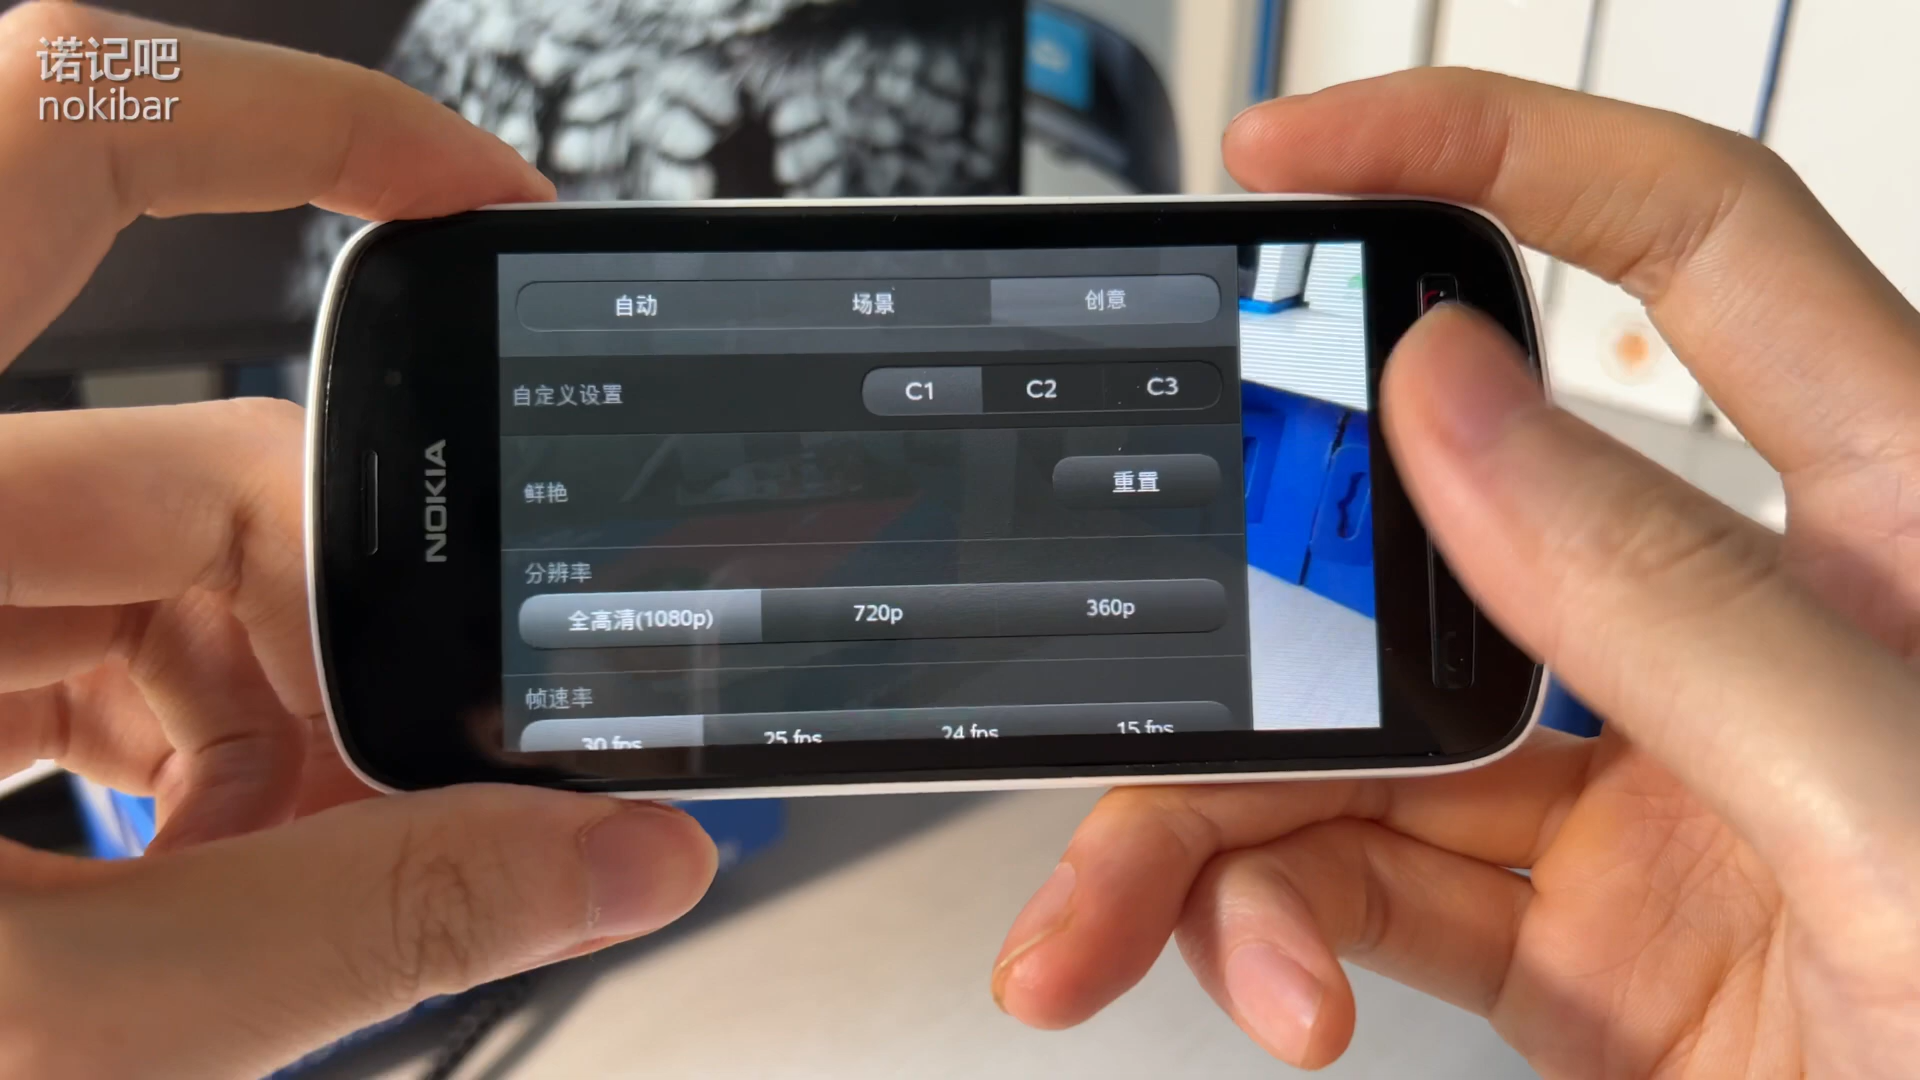 诺记吧
nokibar
NOKIA
自动 场景 创意
自定义设置 C1 C2 C3
鲜艳 重置
分辨率
全高清(1080p) 720p 360p
帧速率
30 fps 25 fps 24 fps 15 fps